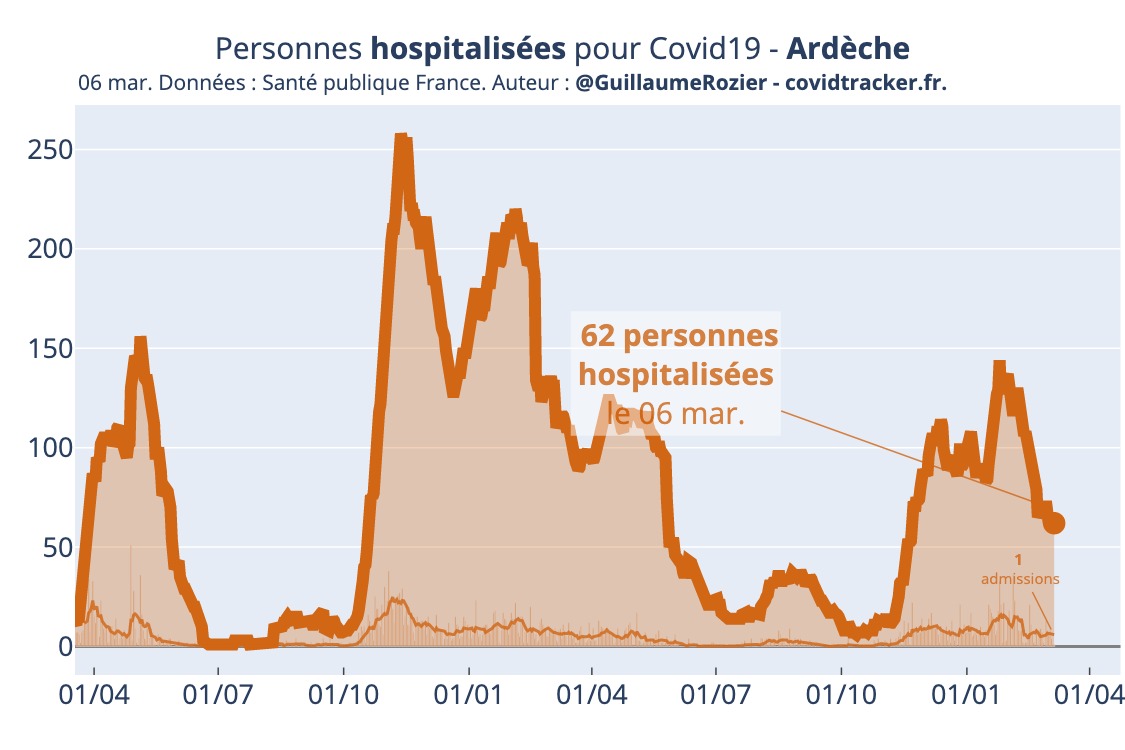 Personnes hospitalisées pour Covid19 - Ardèche
06 mar. Données : Santé publique France. Auteur : @GuillaumeRozier - covidtracker.fr.
250
200
150
100
50
0
62 personnes
hospitalisées
le 06 mar.
1
admissions
01/04
01/07
01/10
01/01
01/04
01/07
01/10
01/01
01/04